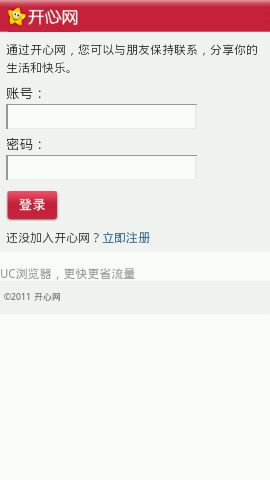 开心网
通过开心网，您可以与朋友保持联系，分享你的
生活和快乐。
账号：
密码：
登录
还没加入开心网？立即注册
UC浏览器，更快更省流量
©2011 开心网